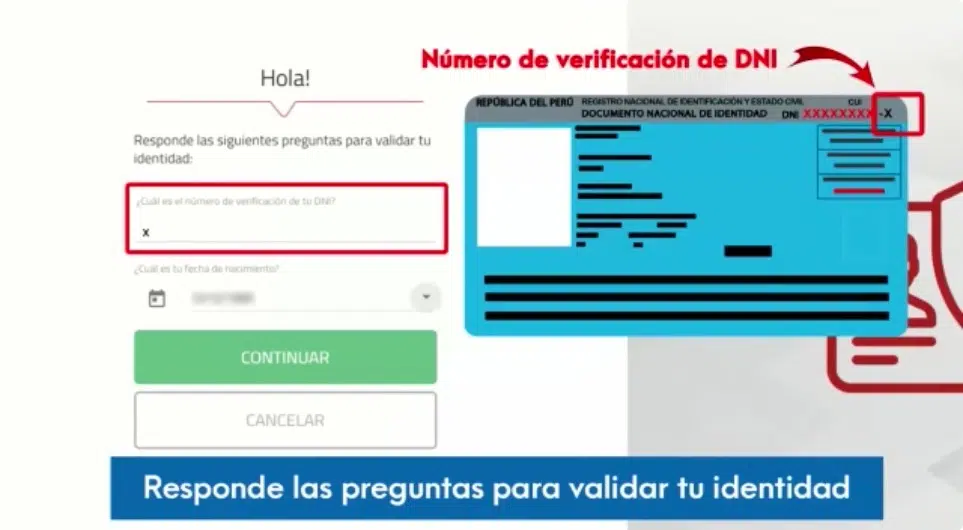 Número de verificación de DNI
Hola!
REPÚBLICA DEL PERÚ
REGISTRO NACIONAL DE IDENTIFICACIÓN Y ESTADO CIVIL
CUI
DOCUMENTO NACIONAL DE IDENTIDAD
DNI XXXXXXXX -X
Responde las siguientes preguntas para validar tu
identidad:
¿Cuál es el número de verificación de tu DNI?
x
¿Cuál es tu fecha de nacimiento?
CONTINUAR
CANCELAR
Responde las preguntas para validar tu identidad